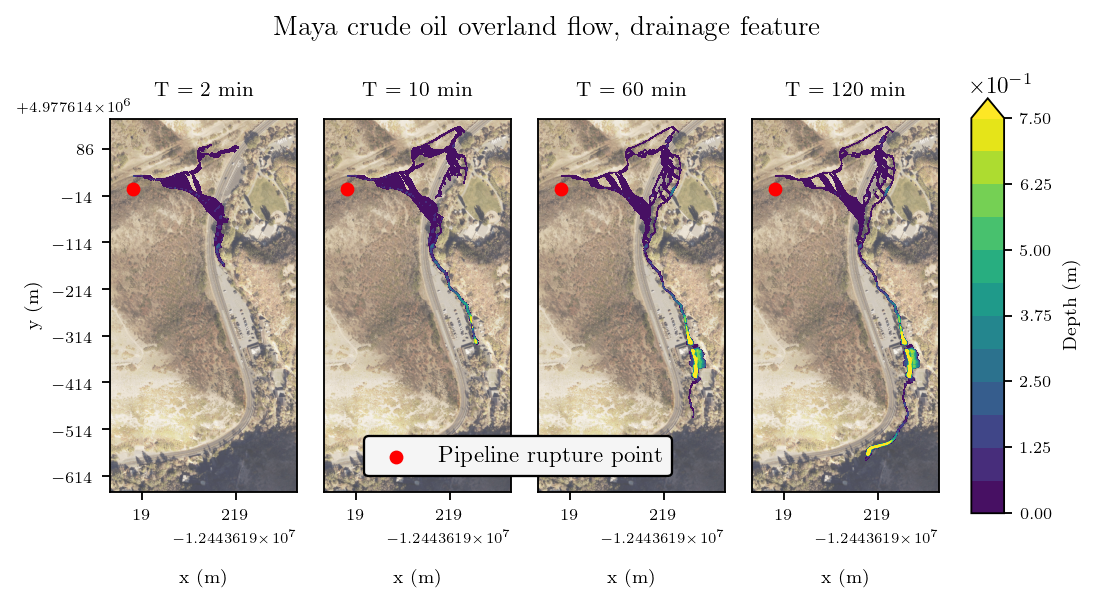 Maya crude oil overland flow, drainage feature
T = 2 min
T = 10 min
T = 60 min
T = 120 min
×10⁻¹
+4.977614×10⁶
86
−14
−114
−214
−314
−414
−514
−614
y (m)
7.50
6.25
5.00
3.75
2.50
1.25
0.00
Depth (m)
Pipeline rupture point
19 219
19 219
19 219
19 219
−1.2443619×10⁷
−1.2443619×10⁷
−1.2443619×10⁷
−1.2443619×10⁷
x (m)
x (m)
x (m)
x (m)